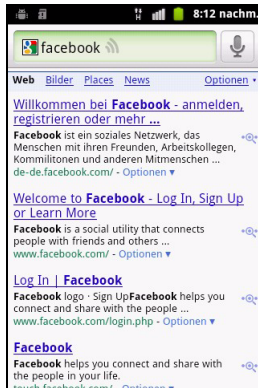 H
8:12 nachm.
facebook
Web Bilder Places News Optionen
Willkommen bei Facebook - anmelden,
registrieren oder mehr ...
Facebook ist ein soziales Netzwerk, das
Menschen mit ihren Freunden, Arbeitskollegen,
Kommilitonen und anderen Mitmenschen ...
de-de.facebook.com/ - Optionen ▼
Welcome to Facebook - Log In, Sign Up
or Learn More
Facebook is a social utility that connects
people with friends and others ...
www.facebook.com/ - Optionen ▼
Log In | Facebook
Facebook logo · Sign UpFacebook helps you
connect and share with the people ...
www.facebook.com/login.php - Optionen ▼
Facebook
Facebook helps you connect and share with
the people in your life.
touch.facebook.com/ - Optionen ▼